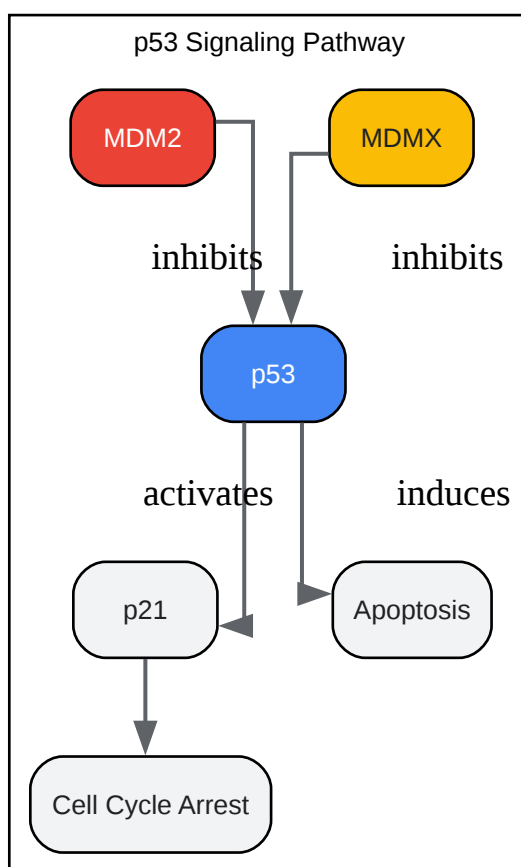 p53 Signaling Pathway
MDM2
MDMX
inhibits
inhibits
p53
activates
induces
p21
Apoptosis
Cell Cycle Arrest